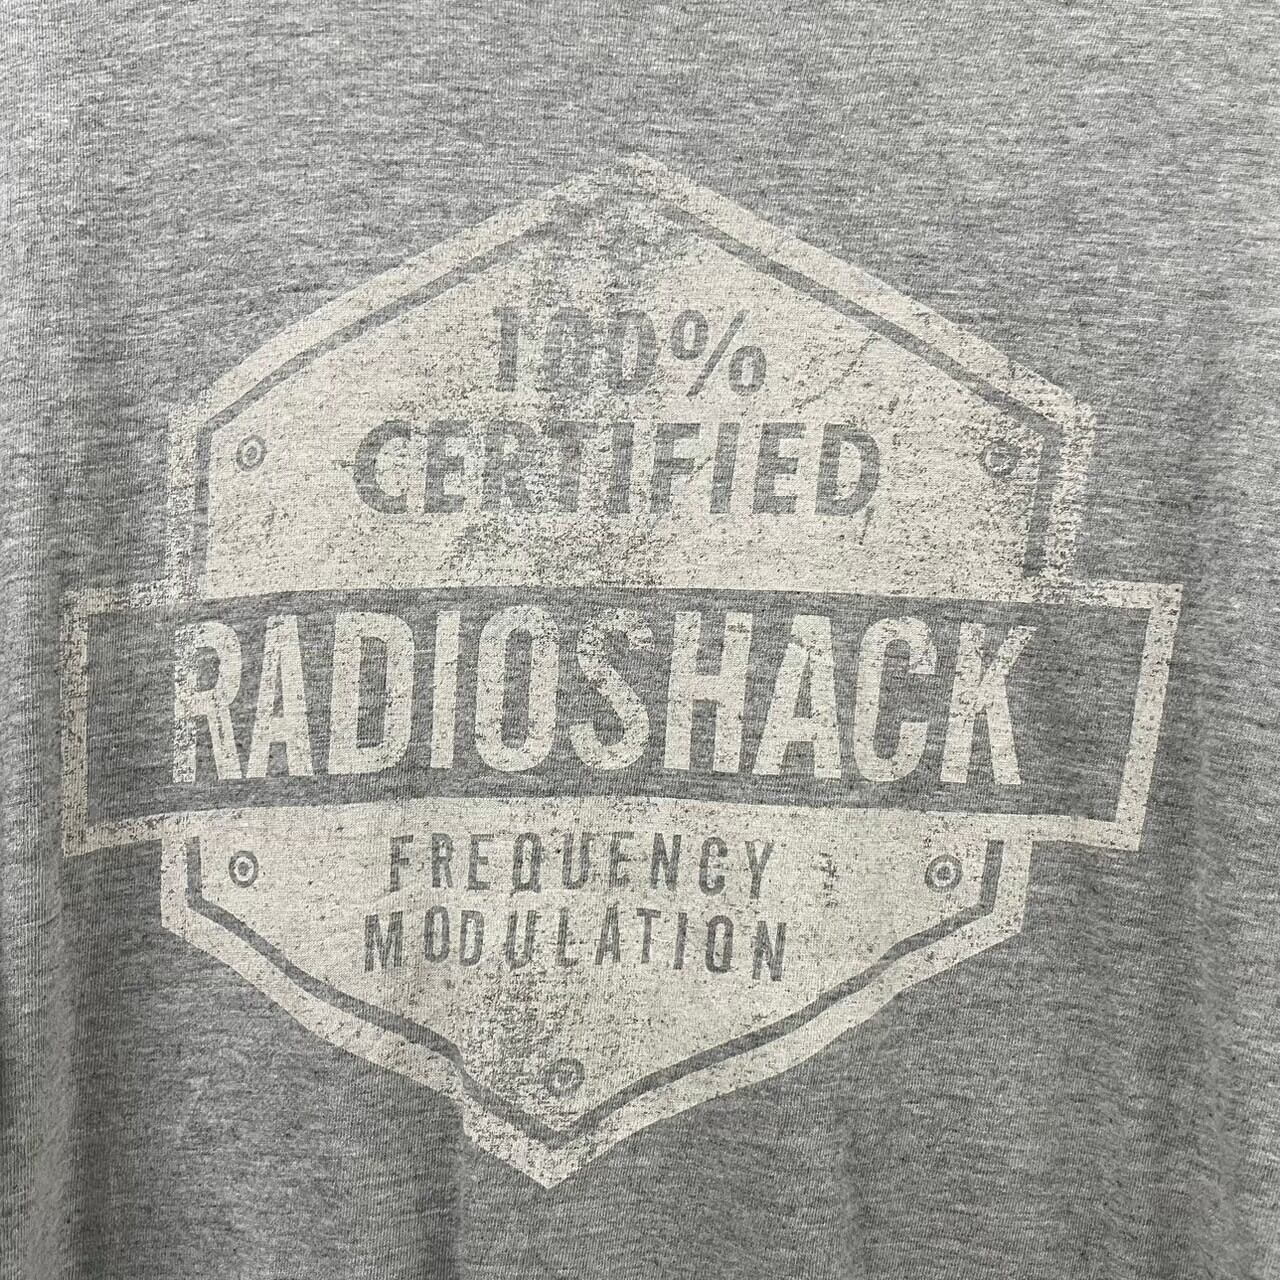 100%
CERTIFIED
RADIOSHACK
FREQUENCY
MODULATION